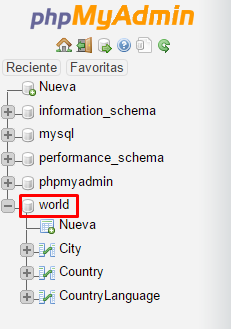 phpMyAdmin
Reciente Favoritas
Nueva
information_schema
mysql
performance_schema
phpmyadmin
world
Nueva
City
Country
CountryLanguage